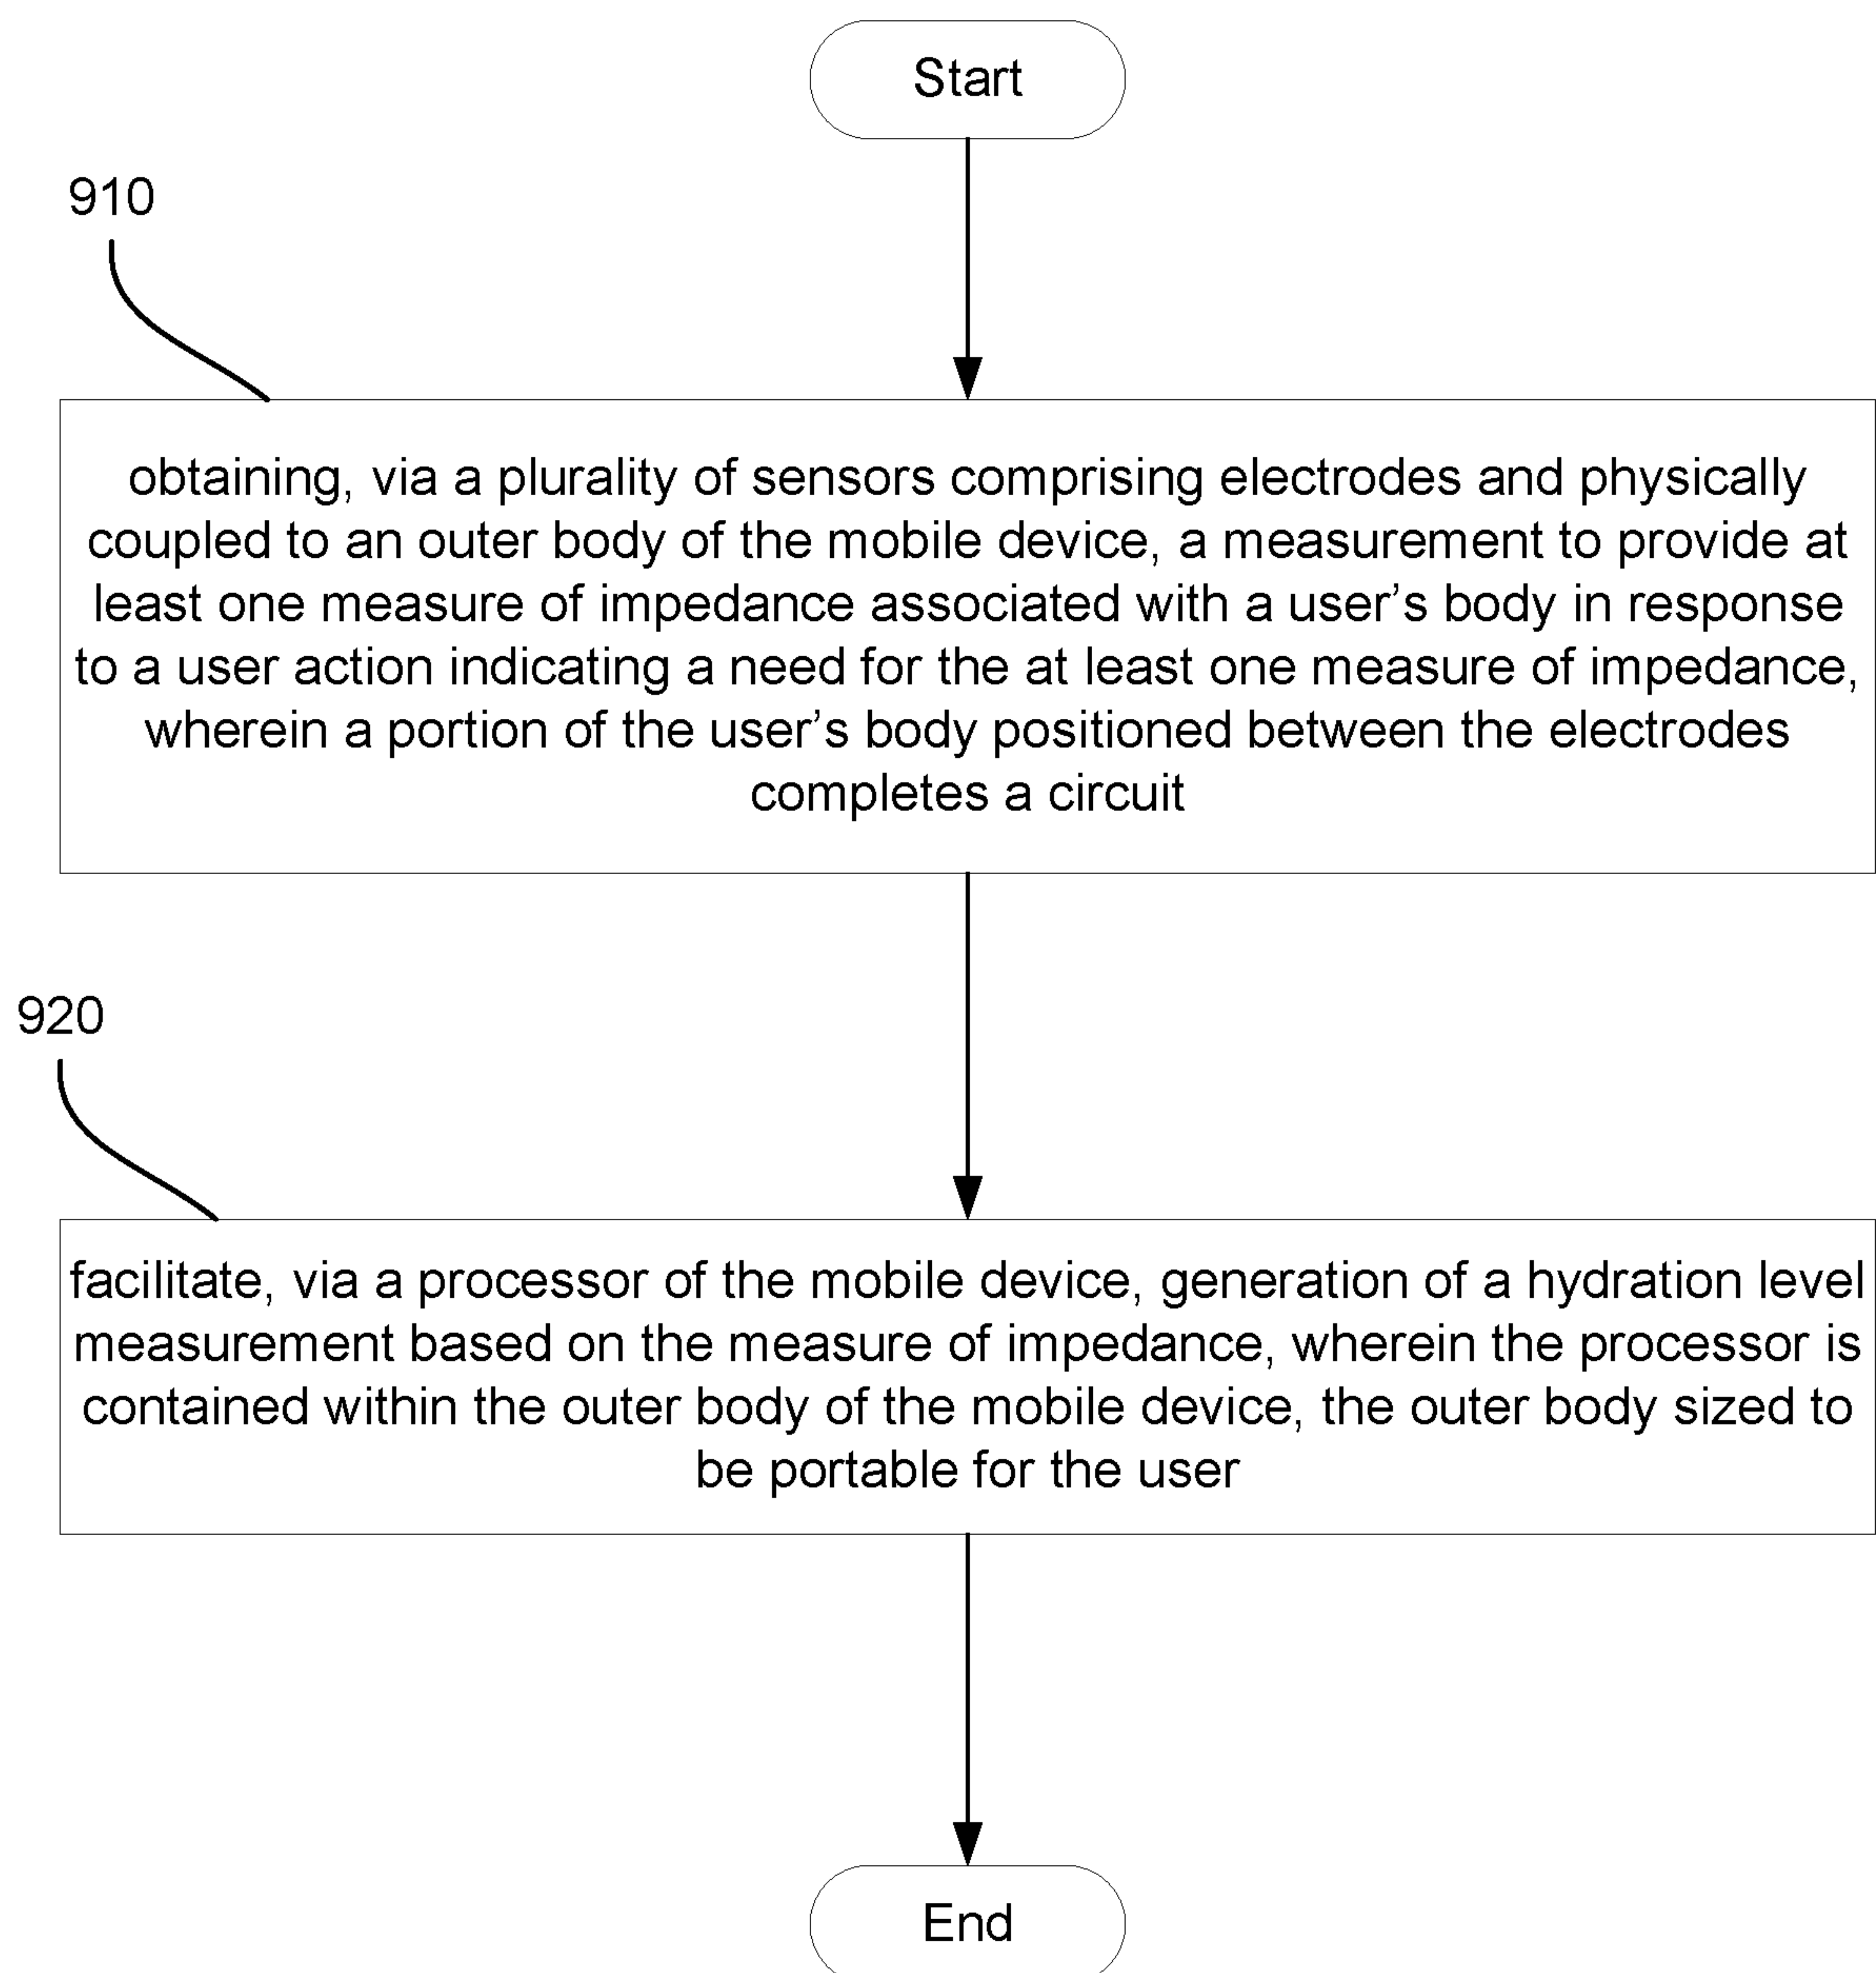 Start
910
obtaining, via a plurality of sensors comprising electrodes and physically
coupled to an outer body of the mobile device, a measurement to provide at
least one measure of impedance associated with a user's body in response
to a user action indicating a need for the at least one measure of impedance,
wherein a portion of the user's body positioned between the electrodes
completes a circuit
920
facilitate, via a processor of the mobile device, generation of a hydration level
measurement based on the measure of impedance, wherein the processor is
contained within the outer body of the mobile device, the outer body sized to
be portable for the user
End